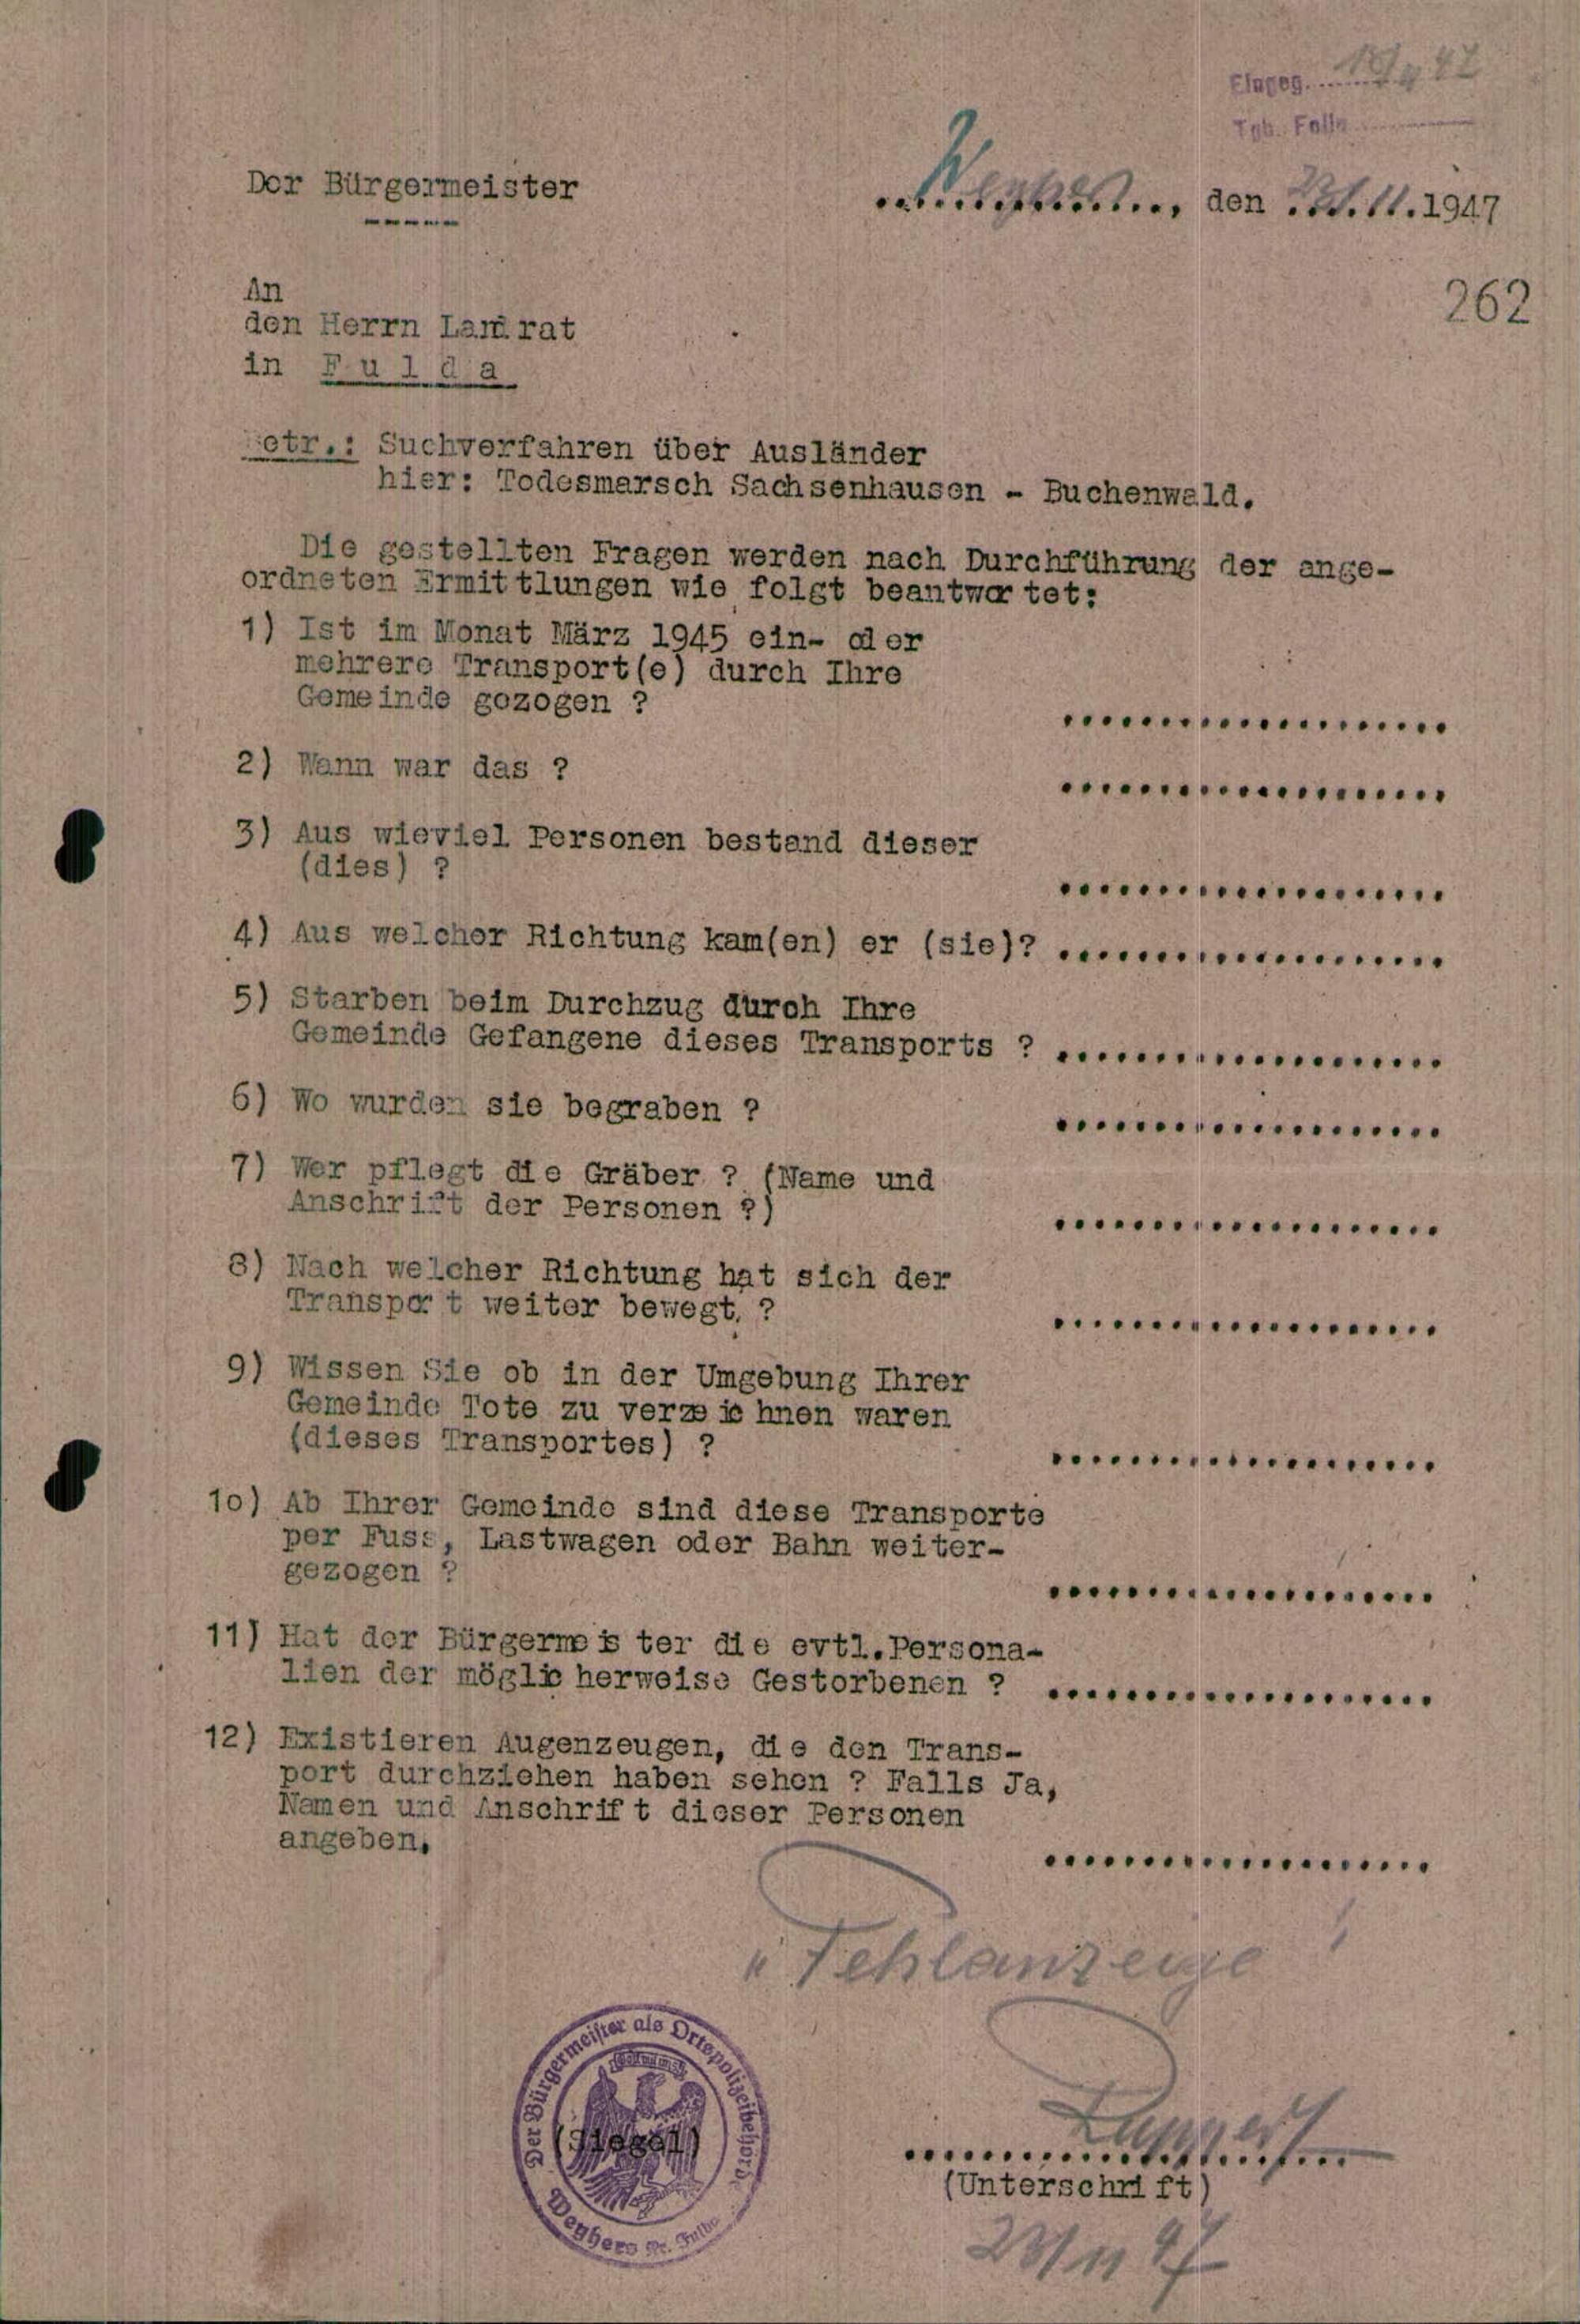 Eingeg. ............
Tgb. Folio ............
Der Bürgermeister
------
Weyhers, den ....11.1947
262
An
den Herrn Landrat
in F u l d a
Betr.: Suchverfahren über Ausländer
hier: Todesmarsch Sachsenhausen - Buchenwald.
Die gestellten Fragen werden nach Durchführung der ange-
ordneten Ermittlungen wie folgt beantwortet:
1) Ist im Monat März 1945 ein- oder
mehrere Transport(e) durch Ihre
Gemeinde gezogen ? ....................
2) Wann war das ? ....................
3) Aus wieviel Personen bestand dieser
(dies) ? ....................
4) Aus welcher Richtung kam(en) er (sie)? ....................
5) Starben beim Durchzug durch Ihre
Gemeinde Gefangene dieses Transports ? ....................
6) Wo wurden sie begraben ? ....................
7) Wer pflegt die Gräber ? (Name und
Anschrift der Personen ?) ....................
8) Nach welcher Richtung hat sich der
Transport weiter bewegt, ? ....................
9) Wissen Sie ob in der Umgebung Ihrer
Gemeinde Tote zu verzeichnen waren
(dieses Transportes) ? ....................
10) Ab Ihrer Gemeinde sind diese Transporte
per Fuss, Lastwagen oder Bahn weiter-
gezogen ? ....................
11) Hat der Bürgermeister die evtl.Persona-
lien der möglicherweise Gestorbenen ? ....................
12) Existieren Augenzeugen, die den Trans-
port durchziehen haben sehen ? Falls Ja,
Namen und Anschrift dieser Personen
angeben. ....................
"Fehlanzeige"
Der Bürgermeister als Ortspolizeibehörde
(Siegel)
Weyhers Kr. Fulda
(Unterschrift)